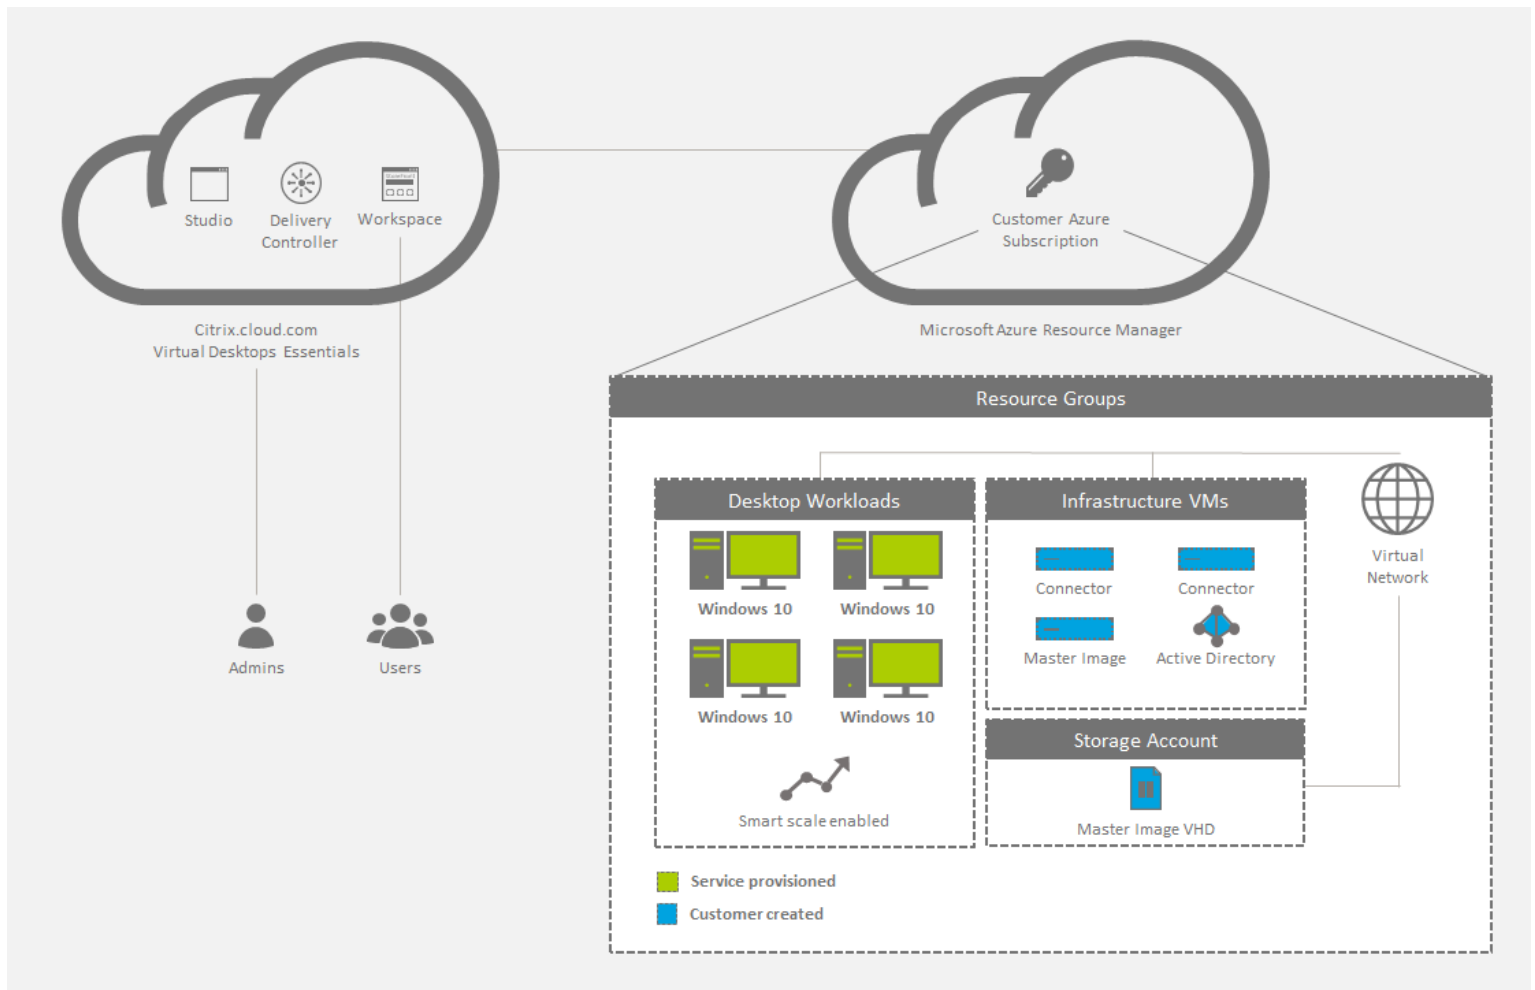 Studio
Delivery
Controller
Workspace
Citrix.cloud.com
Virtual Desktops Essentials
Admins
Users
Customer Azure
Subscription
Microsoft Azure Resource Manager
Resource Groups
Desktop Workloads
Windows 10
Windows 10
Windows 10
Windows 10
Smart scale enabled
Infrastructure VMs
Connector
Connector
Master Image
Active Directory
Storage Account
Master Image VHD
Virtual
Network
Service provisioned
Customer created